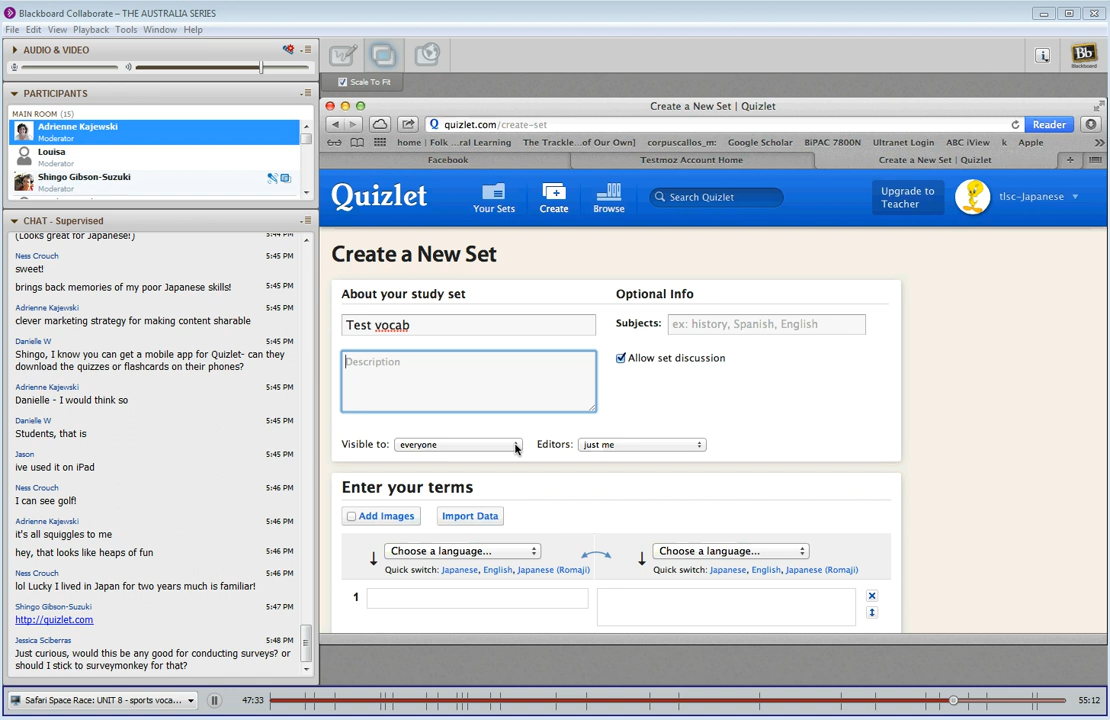 Blackboard Collaborate – THE AUSTRALIA SERIES
File Edit View Playback Tools Window Help
AUDIO & VIDEO
PARTICIPANTS
MAIN ROOM (15)
Adrienne Kajewski
Moderator
Louisa
Moderator
Shingo Gibson-Suzuki
Moderator
CHAT - Supervised
(Looks great for Japanese!)
5:44 PM
Ness Crouch 5:45 PM
sweet!
brings back memories of my poor Japanese skills! 5:45 PM
Adrienne Kajewski 5:45 PM
clever marketing strategy for making content sharable
Danielle W 5:45 PM
Shingo, I know you can get a mobile app for Quizlet- can they
download the quizzes or flashcards on their phones?
Adrienne Kajewski 5:45 PM
Danielle - I would think so
Danielle W 5:45 PM
Students, that is
Jason 5:45 PM
ive used it on iPad
Ness Crouch 5:46 PM
I can see golf!
Adrienne Kajewski 5:46 PM
it's all squiggles to me
hey, that looks like heaps of fun 5:46 PM
Ness Crouch 5:46 PM
lol Lucky I lived in Japan for two years much is familiar!
Shingo Gibson-Suzuki 5:47 PM
http://quizlet.com
Jessica Sciberras 5:48 PM
Just curious, would this be any good for conducting surveys? or
should I stick to surveymonkey for that?
Safari Space Race: UNIT 8 - sports voca...
47:33
55:12
Scale To Fit
Bb
Blackboard
Create a New Set | Quizlet
quizlet.com/create-set
Reader
home | Folk ...ral Learning The Trackle...of Our Own] corpuscallos_m: Google Scholar BiPAC 7800N Ultranet Login ABC iView k Apple
Facebook Testmoz Account Home Create a New Set | Quizlet
Quizlet
Your Sets Create Browse
Search Quizlet
Upgrade to
Teacher
tlsc-Japanese
Create a New Set
About your study set
Optional Info
Test vocab
Subjects: ex: history, Spanish, English
Description
Allow set discussion
Visible to: everyone Editors: just me
Enter your terms
Add Images Import Data
Choose a language... Choose a language...
Quick switch: Japanese, English, Japanese (Romaji) Quick switch: Japanese, English, Japanese (Romaji)
1